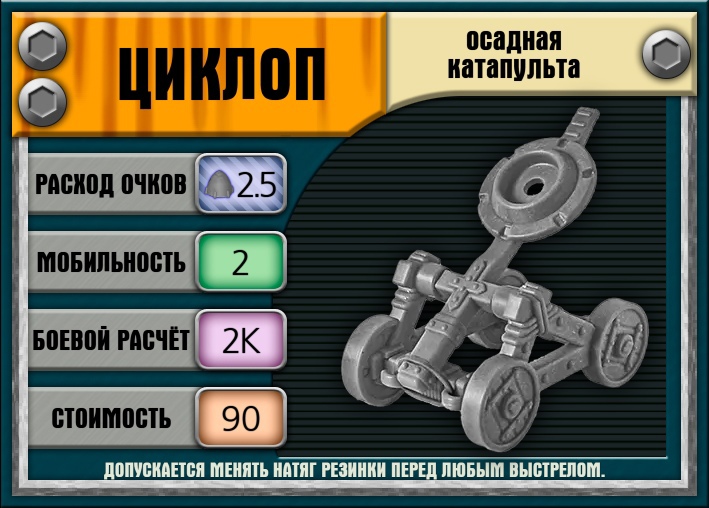 ЦИКЛОП
ОСАДНАЯ
КАТАПУЛЬТА
РАСХОД ОЧКОВ 2.5
МОБИЛЬНОСТЬ 2
БОЕВОЙ РАСЧЁТ 2К
СТОИМОСТЬ 90
ДОПУСКАЕТСЯ МЕНЯТЬ НАТЯГ РЕЗИНКИ ПЕРЕД ЛЮБЫМ ВЫСТРЕЛОМ.